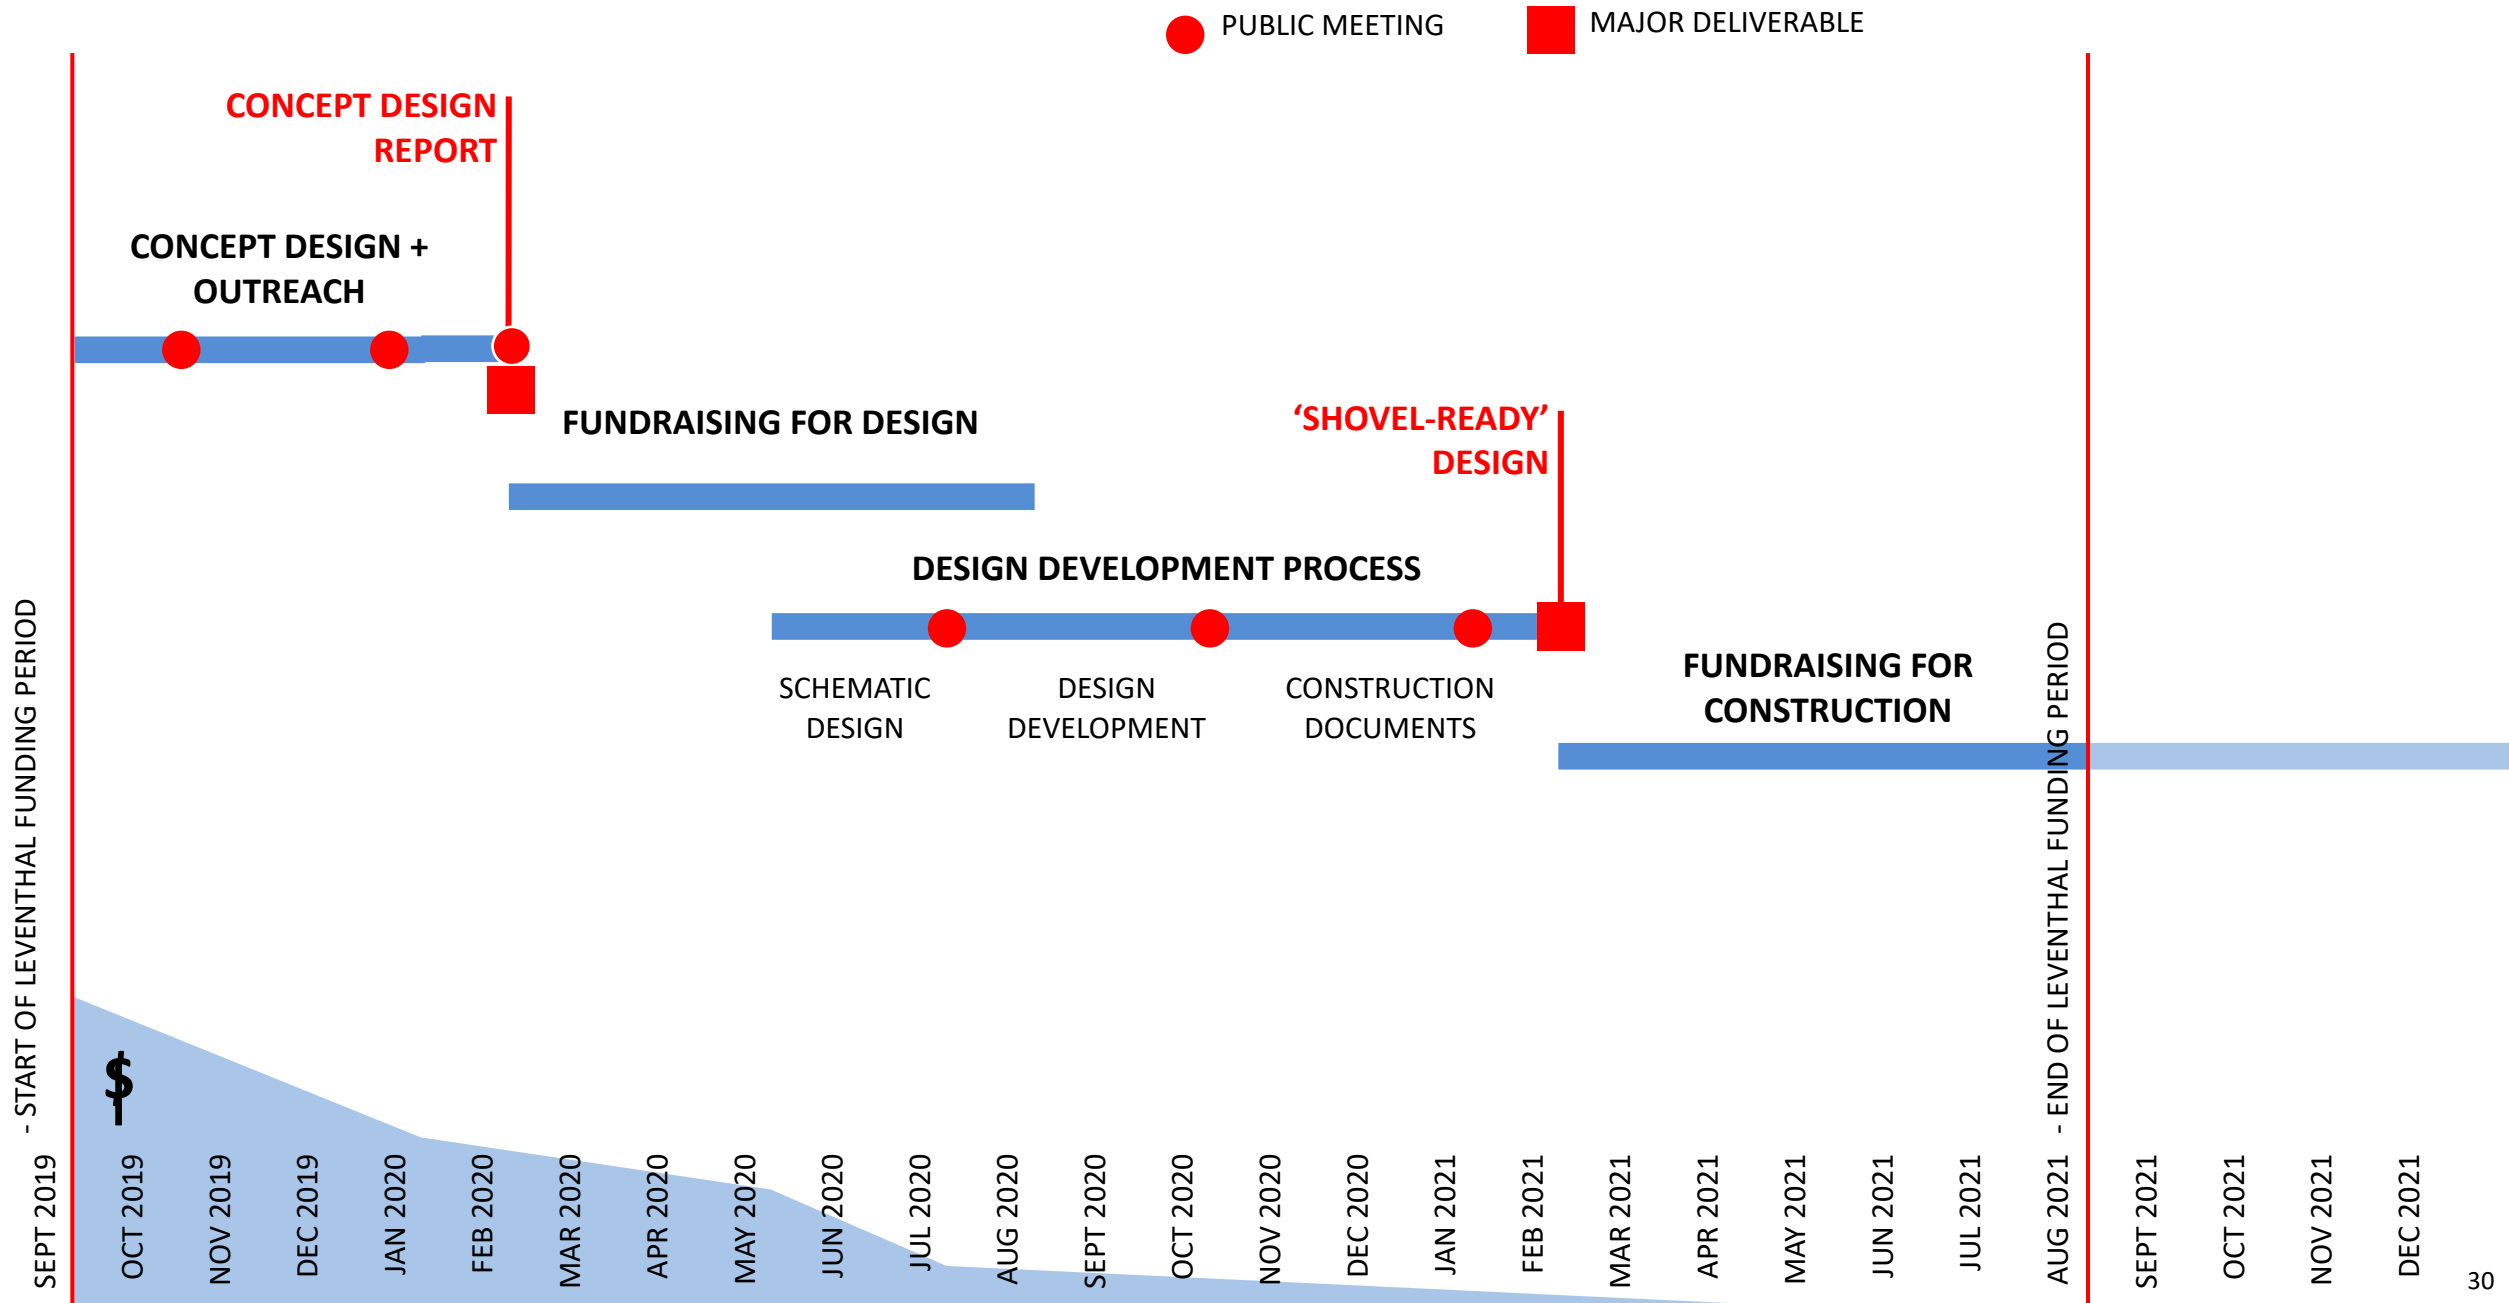 PUBLIC MEETING
MAJOR DELIVERABLE
CONCEPT DESIGN
REPORT
CONCEPT DESIGN +
OUTREACH
FUNDRAISING FOR DESIGN
‘SHOVEL-READY’
DESIGN
DESIGN DEVELOPMENT PROCESS
SCHEMATIC
DESIGN
DESIGN
DEVELOPMENT
CONSTRUCTION
DOCUMENTS
FUNDRAISING FOR
CONSTRUCTION
- START OF LEVENTHAL FUNDING PERIOD
- END OF LEVENTHAL FUNDING PERIOD
$
SEPT 2019
OCT 2019
NOV 2019
DEC 2019
JAN 2020
FEB 2020
MAR 2020
APR 2020
MAY 2020
JUN 2020
JUL 2020
AUG 2020
SEPT 2020
OCT 2020
NOV 2020
DEC 2020
JAN 2021
FEB 2021
MAR 2021
APR 2021
MAY 2021
JUN 2021
JUL 2021
AUG 2021
SEPT 2021
OCT 2021
NOV 2021
DEC 2021
30